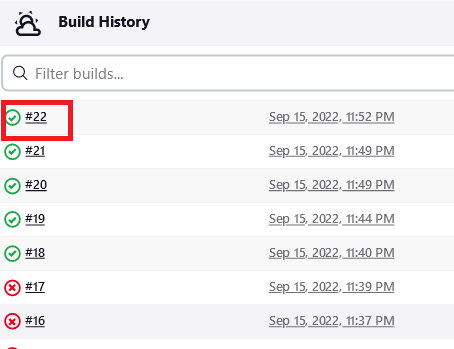 Build History
Filter builds...
#22 Sep 15, 2022, 11:52 PM
#21 Sep 15, 2022, 11:49 PM
#20 Sep 15, 2022, 11:49 PM
#19 Sep 15, 2022, 11:44 PM
#18 Sep 15, 2022, 11:40 PM
#17 Sep 15, 2022, 11:39 PM
#16 Sep 15, 2022, 11:37 PM